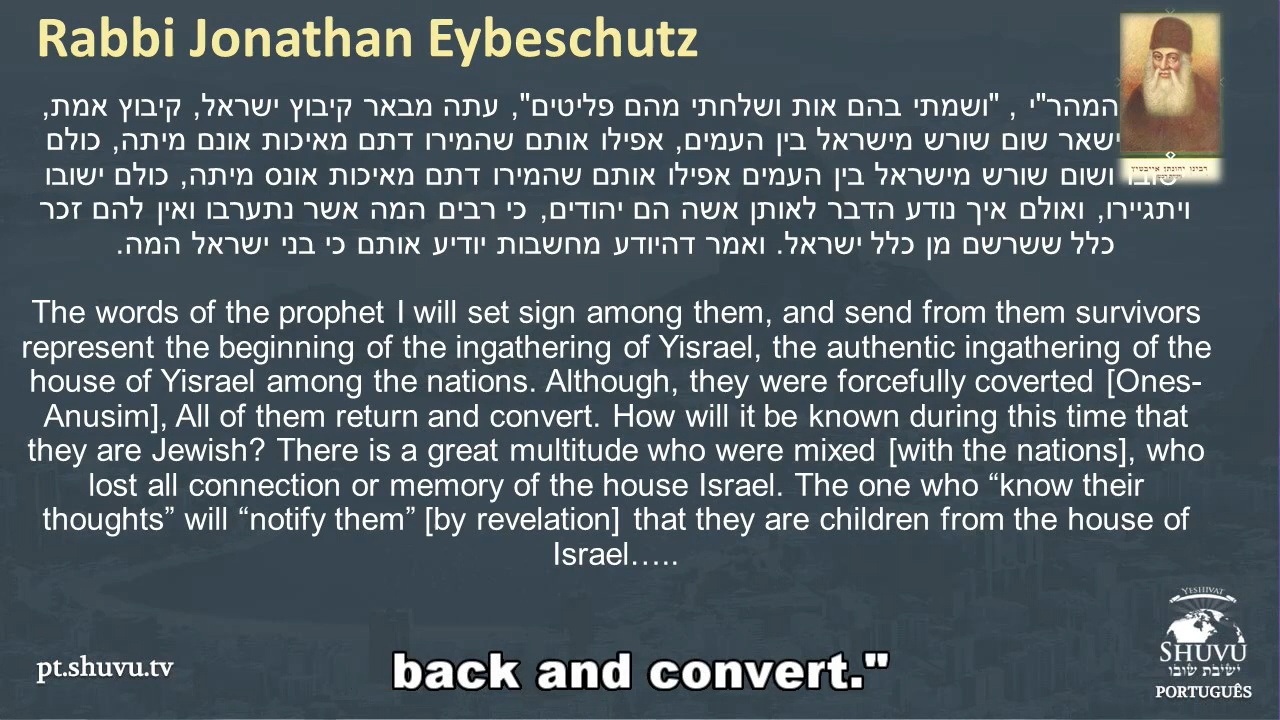 Rabbi Jonathan Eybeschutz
המהר"י , "ושמתי בהם אות ושלחתי מהם פליטים", עתה מבאר קיבוץ ישראל, קיבוץ אמת,
ישאר שום שורש מישראל בין העמים, אפילו אותם שהמירו דתם מאיכות אונם מיתה, כולם
ושום שורש מישראל בין העמים אפילו אותם שהמירו דתם מאיכות אונס מיתה, כולם ישובו
ויתגיירו, ואולם איך נודע הדבר לאותן אשה הם יהודים, כי רבים המה אשר נתערבו ואין להם זכר
כלל ששרשם מן כלל ישראל. ואמר דהיודע מחשבות יודיע אותם כי בני ישראל המה.
The words of the prophet I will set sign among them, and send from them survivors
represent the beginning of the ingathering of Yisrael, the authentic ingathering of the
house of Yisrael among the nations. Although, they were forcefully coverted [Ones-
Anusim], All of them return and convert. How will it be known during this time that
they are Jewish? There is a great multitude who were mixed [with the nations], who
lost all connection or memory of the house Israel. The one who “know their
thoughts” will “notify them” [by revelation] that they are children from the house of
Israel…..
back and convert."
pt.shuvu.tv
YESHIVAT
SHUVU
ישיבת שובו
PORTUGUÊS